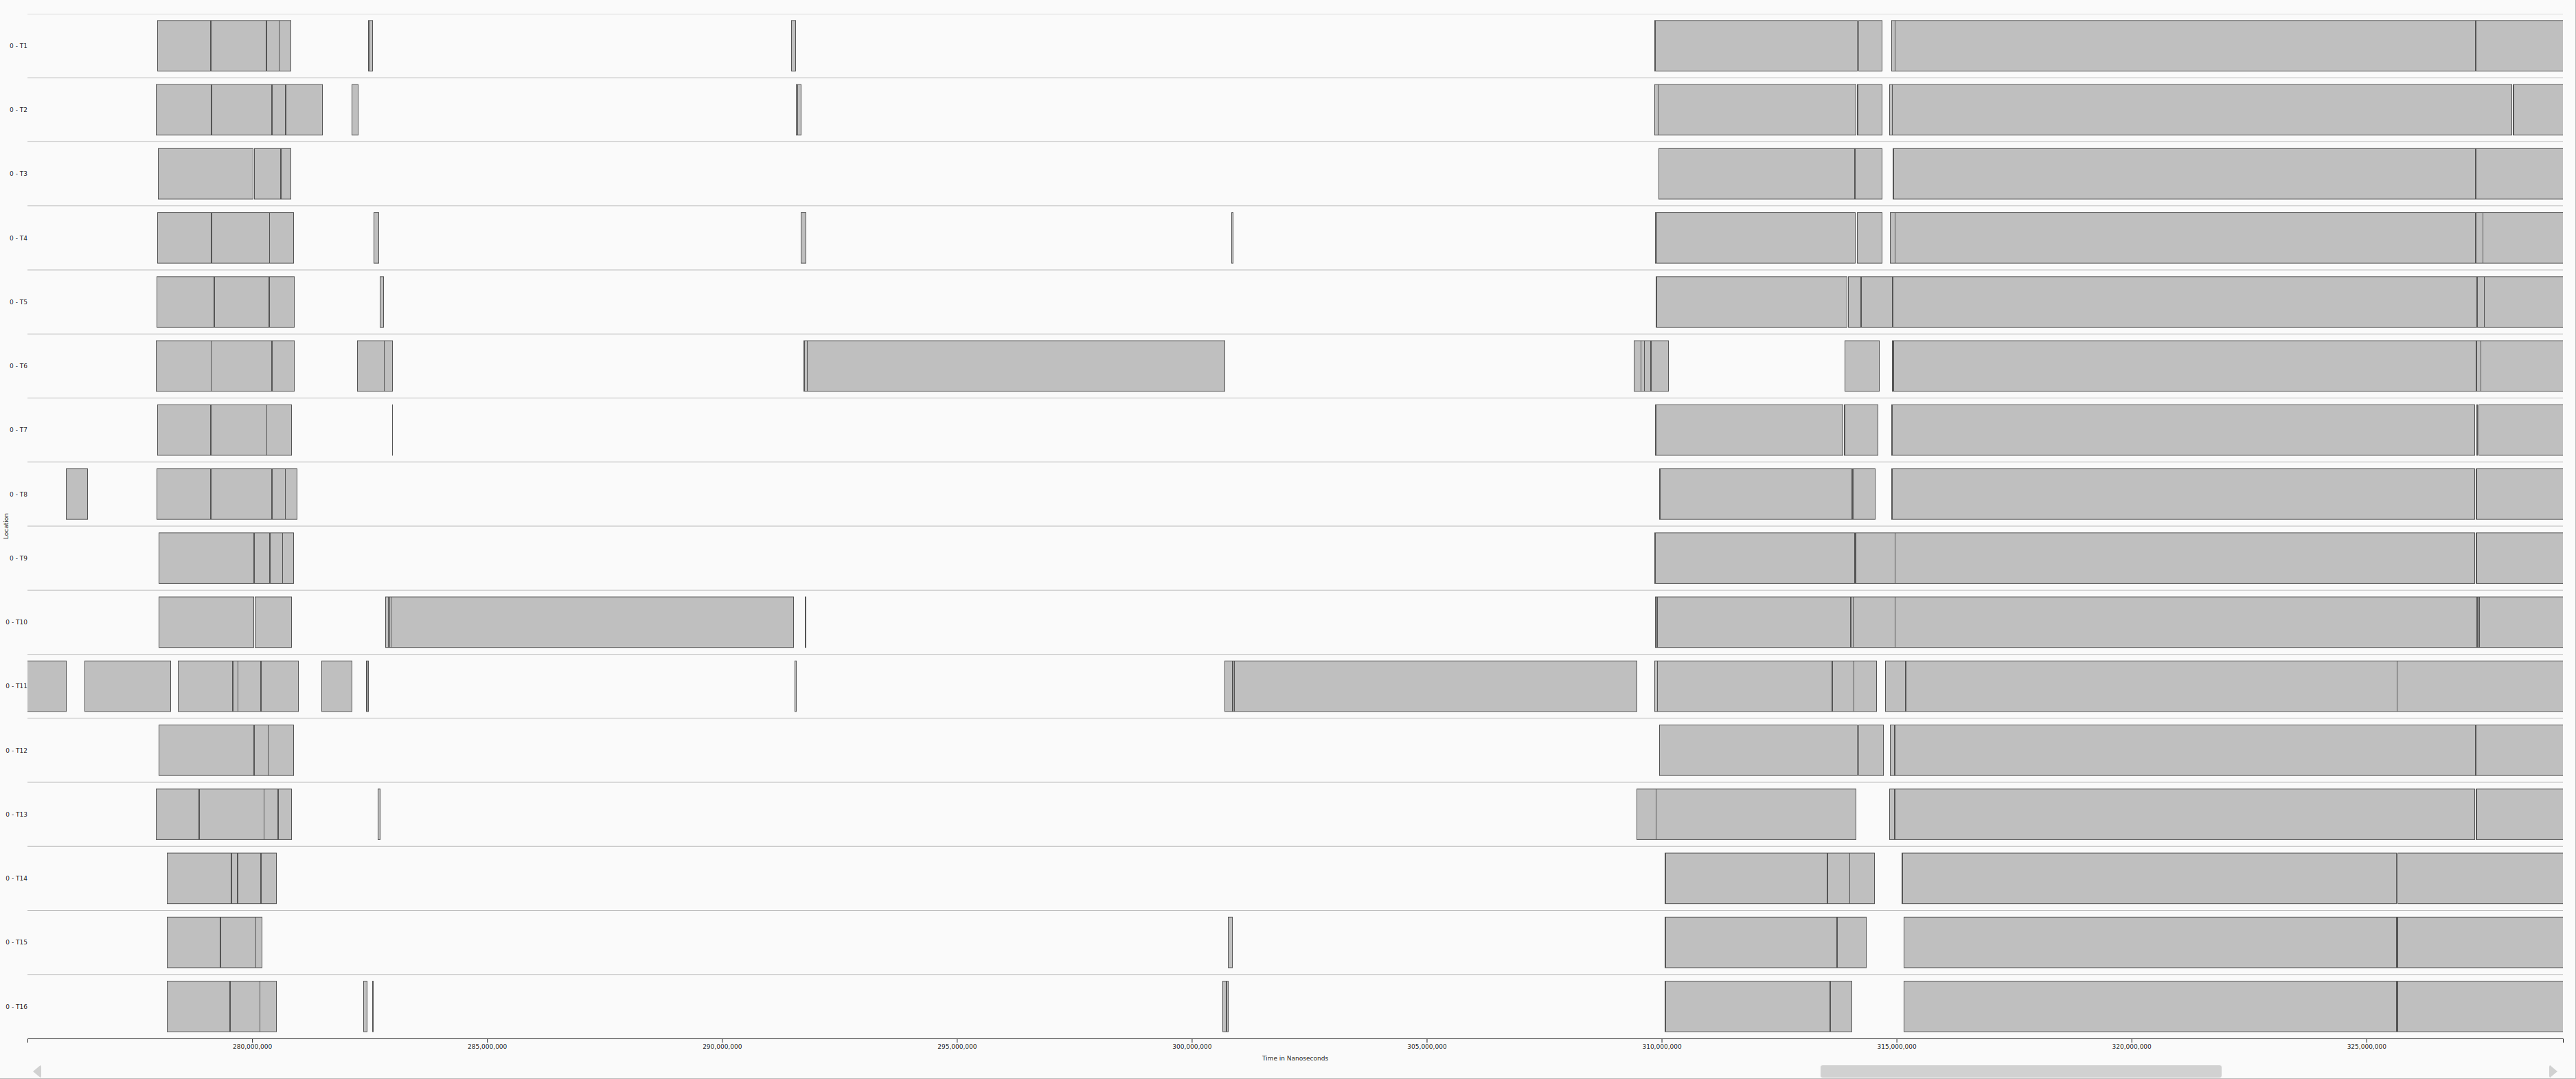 0 - T1
0 - T2
0 - T3
0 - T4
0 - T5
0 - T6
0 - T7
0 - T8
Location
0 - T9
0 - T10
0 - T11
0 - T12
0 - T13
0 - T14
0 - T15
0 - T16
280,000,000 285,000,000 290,000,000 295,000,000 300,000,000 305,000,000 310,000,000 315,000,000 320,000,000 325,000,000
Time in Nanoseconds